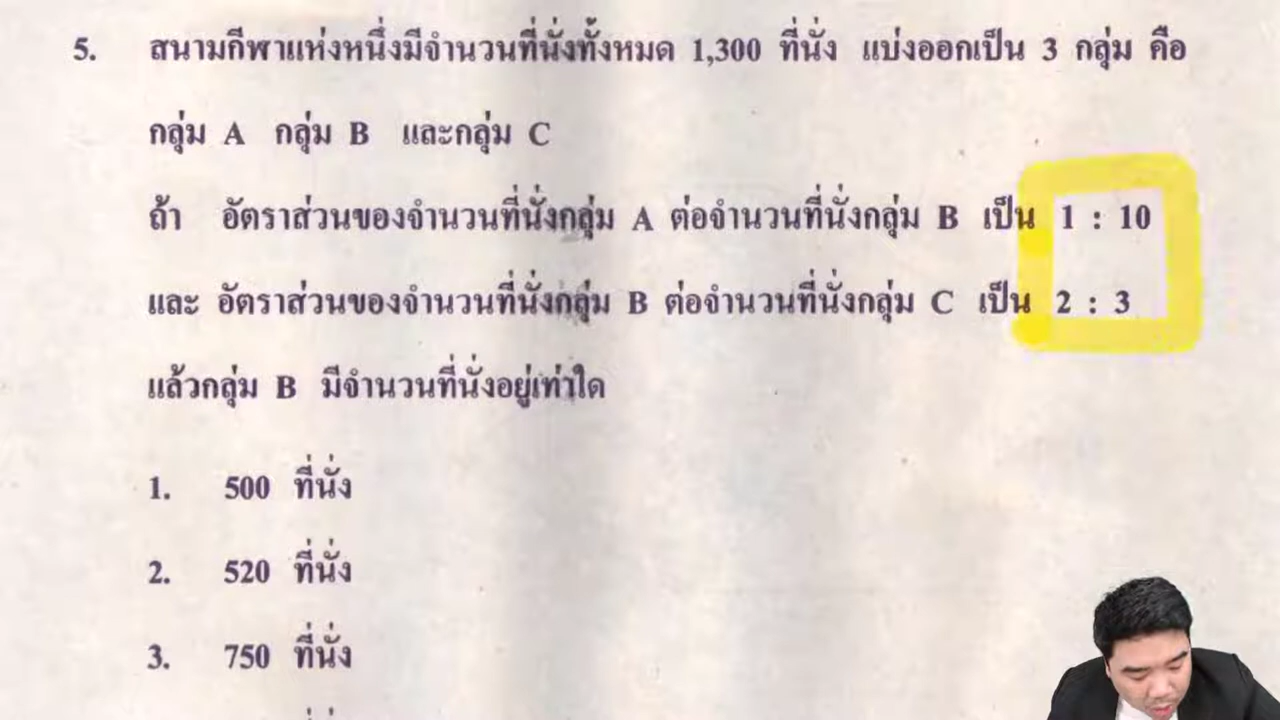 5. สนามกีฬาแห่งหนึ่งมีจำนวนที่นั่งทั้งหมด 1,300 ที่นั่ง แบ่งออกเป็น 3 กลุ่ม คือ
กลุ่ม A กลุ่ม B และกลุ่ม C
ถ้า อัตราส่วนของจำนวนที่นั่งกลุ่ม A ต่อจำนวนที่นั่งกลุ่ม B เป็น 1 : 10
และ อัตราส่วนของจำนวนที่นั่งกลุ่ม B ต่อจำนวนที่นั่งกลุ่ม C เป็น 2 : 3
แล้วกลุ่ม B มีจำนวนที่นั่งอยู่เท่าใด
1. 500 ที่นั่ง
2. 520 ที่นั่ง
3. 750 ที่นั่ง